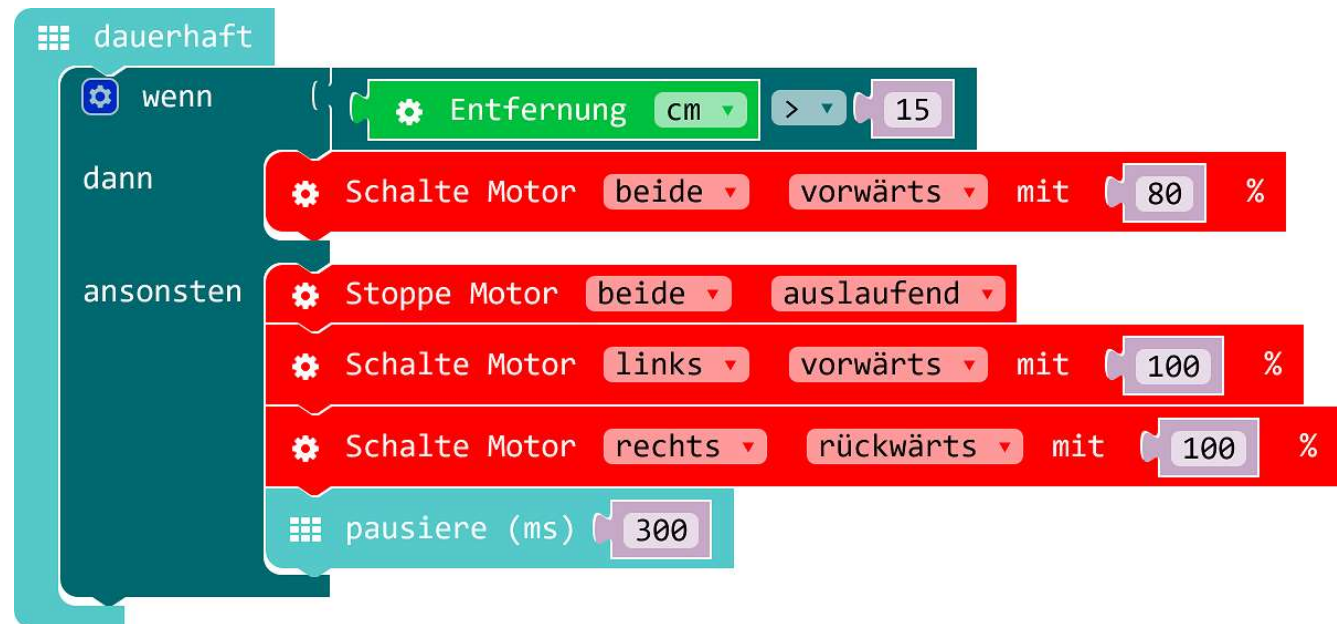 dauerhaft
wenn Entfernung cm > 15
dann Schalte Motor beide vorwärts mit 80 %
ansonsten Stoppe Motor beide auslaufend
Schalte Motor links vorwärts mit 100 %
Schalte Motor rechts rückwärts mit 100 %
pausiere (ms) 300